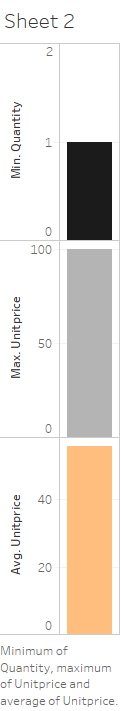 Sheet 2
2
Min. Quantity
1
0
100
Max. Unitprice
50
0
40
Avg. Unitprice
20
0
Minimum of
Quantity, maximum
of Unitprice and
average of Unitprice.